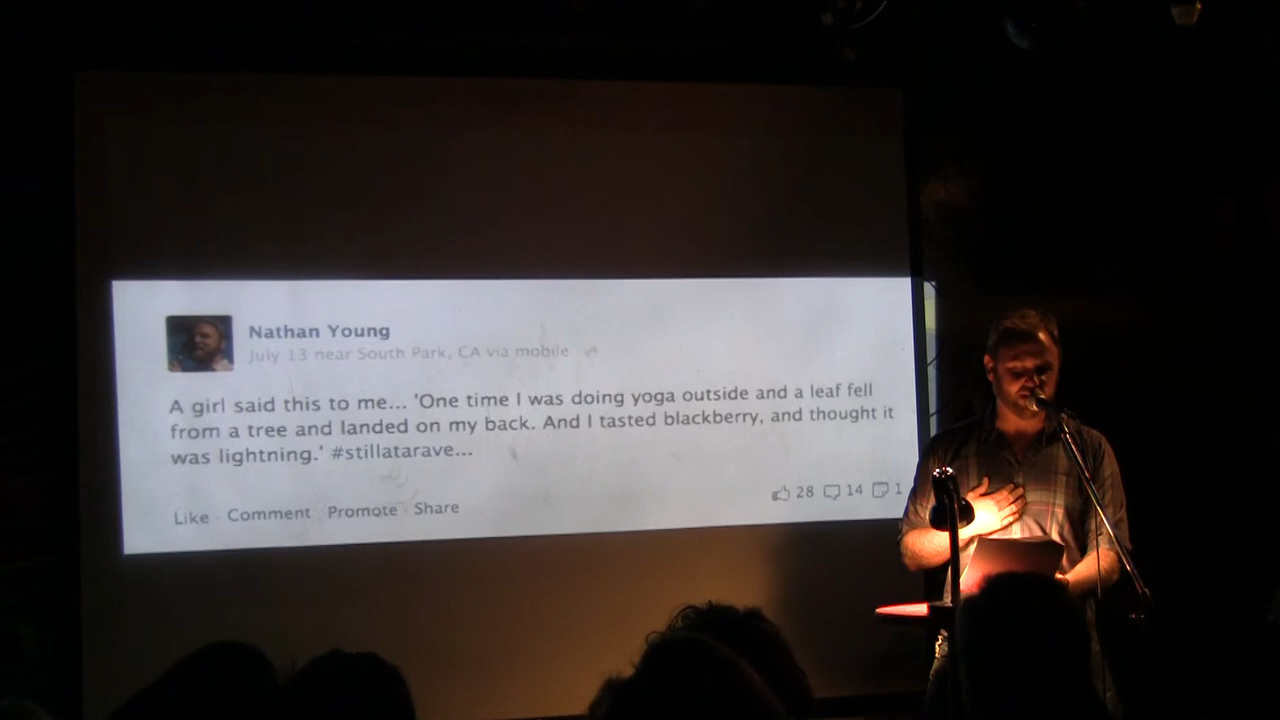 Nathan Young
July 13 near South Park, CA via mobile
A girl said this to me... 'One time I was doing yoga outside and a leaf fell
from a tree and landed on my back. And I tasted blackberry, and thought it
was lightning.' #stillatarave...
28 14 1
Like · Comment · Promote · Share